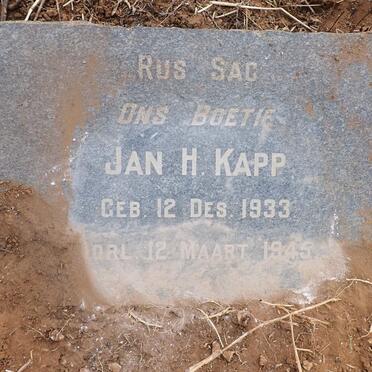 RUS SAG
ONS BOETIE
JAN H. KAPP
GEB. 12 DES. 1933
ORL. 12 MAART 1945